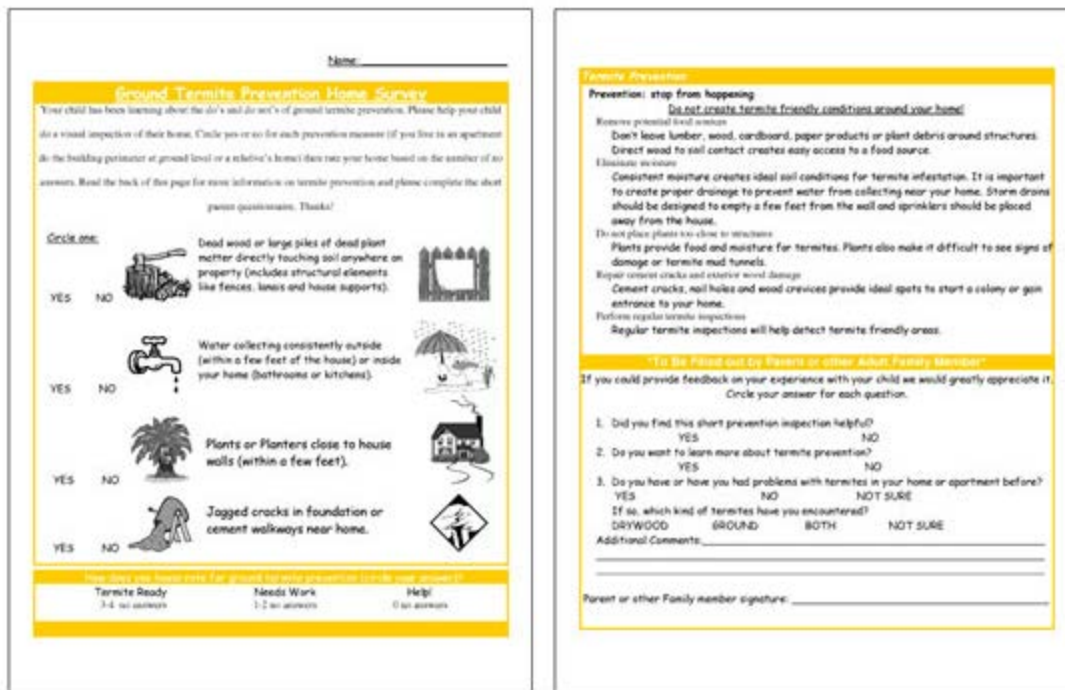 Name:
Ground Termite Prevention Home Survey
Your child has been learning about the do's and do not's of ground termite prevention. Please help your child
do a visual inspection of their home. Circle yes or no for each prevention measure (if you live in an apartment
do the building perimeter at ground level or a relative's home) then rate your home based on the number of no
answers. Read the back of this page for more information on termite prevention and please complete the short
parent questionnaire. Thanks!
Circle one:
Dead wood or large piles of dead plant
matter directly touching soil anywhere on
property (includes structural elements
like fences, lanais and house supports).
YES NO
Water collecting consistently outside
(within a few feet of the house) or inside
your home (bathrooms or kitchens).
YES NO
Plants or Planters close to house
walls (within a few feet).
YES NO
Jagged cracks in foundation or
cement walkways near home.
YES NO
How does you house rate for ground termite prevention (circle your answer)?
Termite Ready Needs Work Help!
3-4 no answers 1-2 no answers 0 no answers
Termite Prevention
Prevention: stop from happening
Do not create termite friendly conditions around your home!
Remove potential food sources
Don't leave lumber, wood, cardboard, paper products or plant debris around structures.
Direct wood to soil contact creates easy access to a food source.
Eliminate moisture
Consistent moisture creates ideal soil conditions for termite infestation. It is important
to create proper drainage to prevent water from collecting near your home. Storm drains
should be designed to empty a few feet from the wall and sprinklers should be placed
away from the house.
Do not place plants too close to structures
Plants provide food and moisture for termites. Plants also make it difficult to see signs of
damage or termite mud tunnels.
Repair cement cracks and exterior wood damage
Cement cracks, nail holes and wood crevices provide ideal spots to start a colony or gain
entrance to your home.
Perform regular termite inspections
Regular termite inspections will help detect termite friendly areas.
*To Be Filled out by Parent or other Adult Family Member*
If you could provide feedback on your experience with your child we would greatly appreciate it.
Circle your answer for each question.
1. Did you find this short prevention inspection helpful?
YES NO
2. Do you want to learn more about termite prevention?
YES NO
3. Do you have or have you had problems with termites in your home or apartment before?
YES NO NOT SURE
If so, which kind of termites have you encountered?
DRYWOOD GROUND BOTH NOT SURE
Additional Comments:
Parent or other Family member signature: